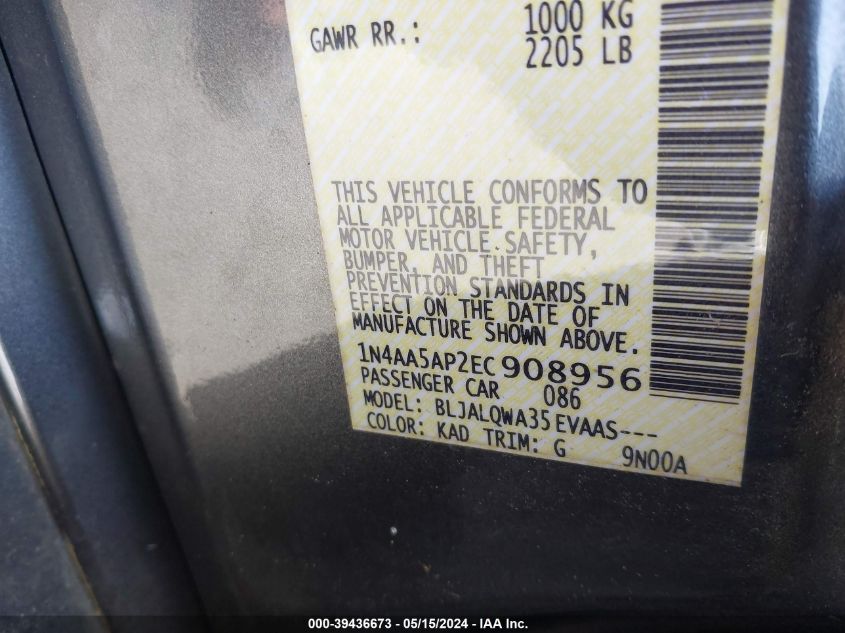 GAWR RR.: 1000 KG
2205 LB
THIS VEHICLE CONFORMS TO
ALL APPLICABLE FEDERAL
MOTOR VEHICLE SAFETY,
BUMPER, AND THEFT
PREVENTION STANDARDS IN
EFFECT ON THE DATE OF
MANUFACTURE SHOWN ABOVE.
1N4AA5AP2EC908956
PASSENGER CAR 086
MODEL: BLJALQWA35EVAAS---
COLOR: KAD TRIM: G 9N00A
000-39436673 - 05/15/2024 - IAA Inc.